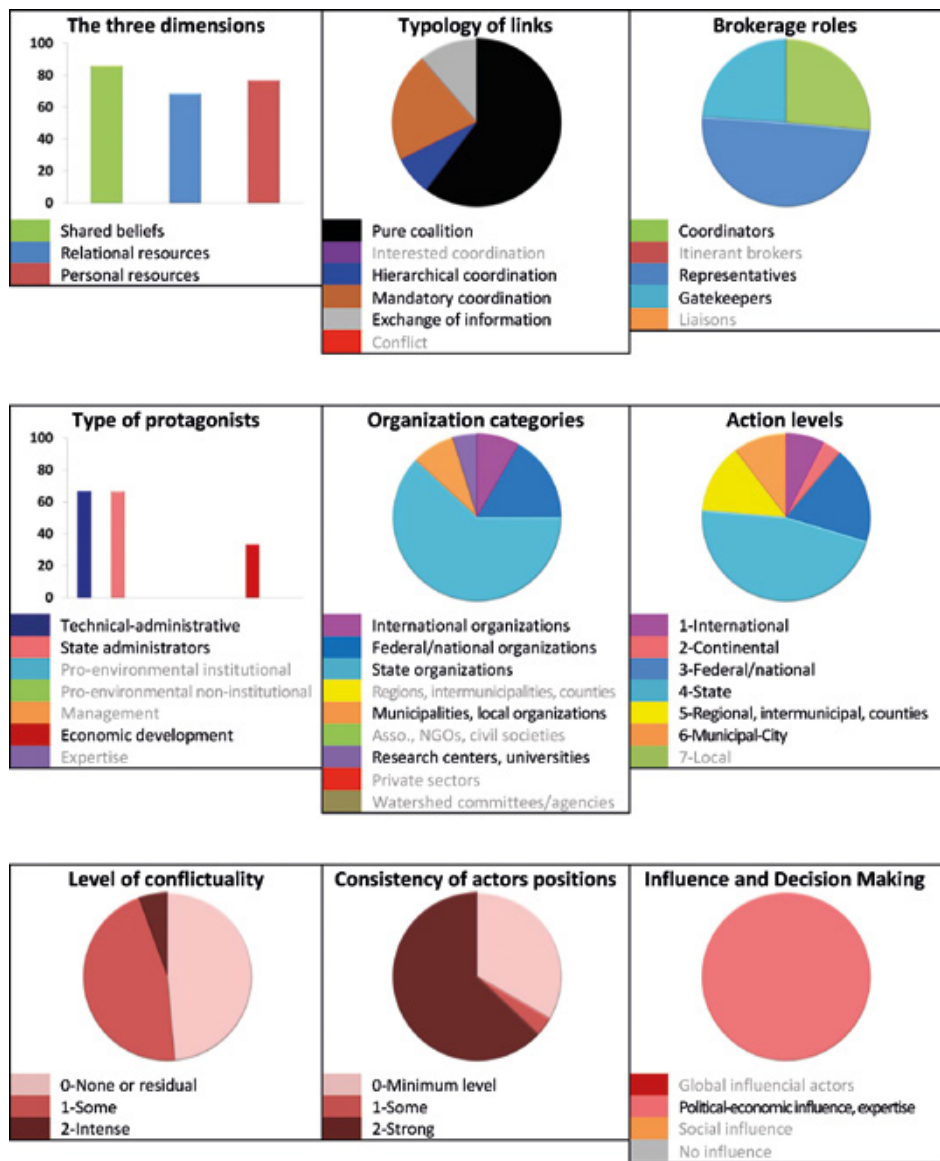 The three dimensions
100
80
60
40
20
0
Shared beliefs
Relational resources
Personal resources
Typology of links
Pure coalition
Interested coordination
Hierarchical coordination
Mandatory coordination
Exchange of information
Conflict
Brokerage roles
Coordinators
Itinerant brokers
Representatives
Gatekeepers
Liaisons
Type of protagonists
100
80
60
40
20
0
Technical-administrative
State administrators
Pro-environmental institutional
Pro-environmental non-institutional
Management
Economic development
Expertise
Organization categories
International organizations
Federal/national organizations
State organizations
Regions, intermunicipalities, counties
Municipalities, local organizations
Asso., NGOs, civil societies
Research centers, universities
Private sectors
Watershed committees/agencies
Action levels
1-International
2-Continental
3-Federal/national
4-State
5-Regional, intermunicipal, counties
6-Municipal-City
7-Local
Level of conflictuality
0-None or residual
1-Some
2-Intense
Consistency of actors positions
0-Minimum level
1-Some
2-Strong
Influence and Decision Making
Global influencial actors
Political-economic influence, expertise
Social influence
No influence